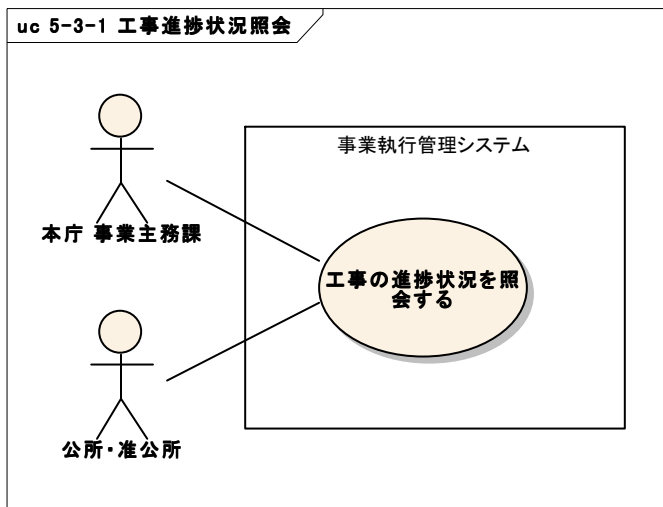 uc 5-3-1 工事進捗状況照会
事業執行管理システム
本庁 事業主務課
工事の進捗状況を照
会する
公所・准公所